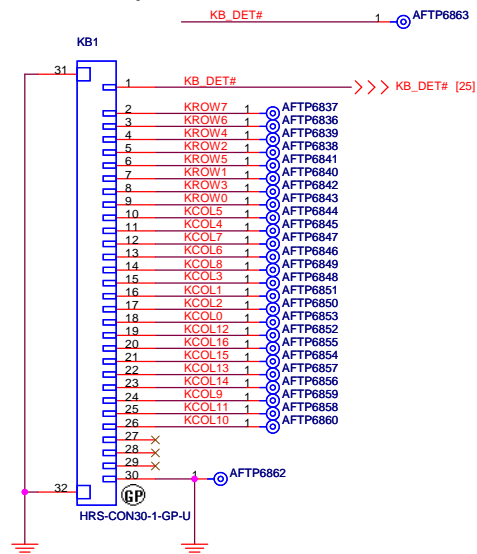 KB_DET# 1 AFTP6863
KB1
31
1 KB_DET# KB_DET# [25]
2 KROW7 1 AFTP6837
3 KROW6 1 AFTP6836
4 KROW4 1 AFTP6839
5 KROW2 1 AFTP6838
6 KROW5 1 AFTP6841
7 KROW1 1 AFTP6840
8 KROW3 1 AFTP6842
9 KROW0 1 AFTP6843
10 KCOL5 1 AFTP6844
11 KCOL4 1 AFTP6845
12 KCOL7 1 AFTP6847
13 KCOL6 1 AFTP6846
14 KCOL8 1 AFTP6849
15 KCOL3 1 AFTP6848
16 KCOL1 1 AFTP6851
17 KCOL2 1 AFTP6850
18 KCOL0 1 AFTP6853
19 KCOL12 1 AFTP6852
20 KCOL16 1 AFTP6855
21 KCOL15 1 AFTP6854
22 KCOL13 1 AFTP6857
23 KCOL14 1 AFTP6856
24 KCOL9 1 AFTP6859
25 KCOL11 1 AFTP6858
26 KCOL10 1 AFTP6860
27
28
29
30 1 AFTP6862
32
GP
HRS-CON30-1-GP-U